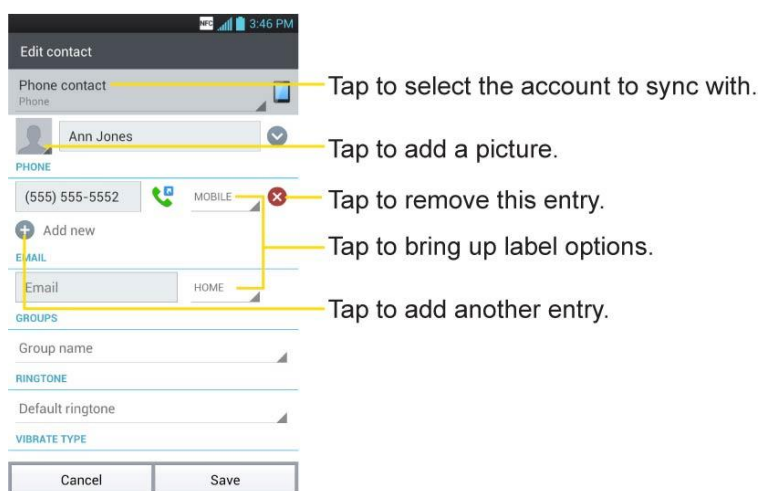 NFC 3:46 PM
Edit contact
Phone contact
Phone
Tap to select the account to sync with.
Ann Jones
Tap to add a picture.
PHONE
(555) 555-5552 MOBILE
Tap to remove this entry.
Add new
Tap to bring up label options.
EMAIL
Email HOME
Tap to add another entry.
GROUPS
Group name
RINGTONE
Default ringtone
VIBRATE TYPE
Cancel Save